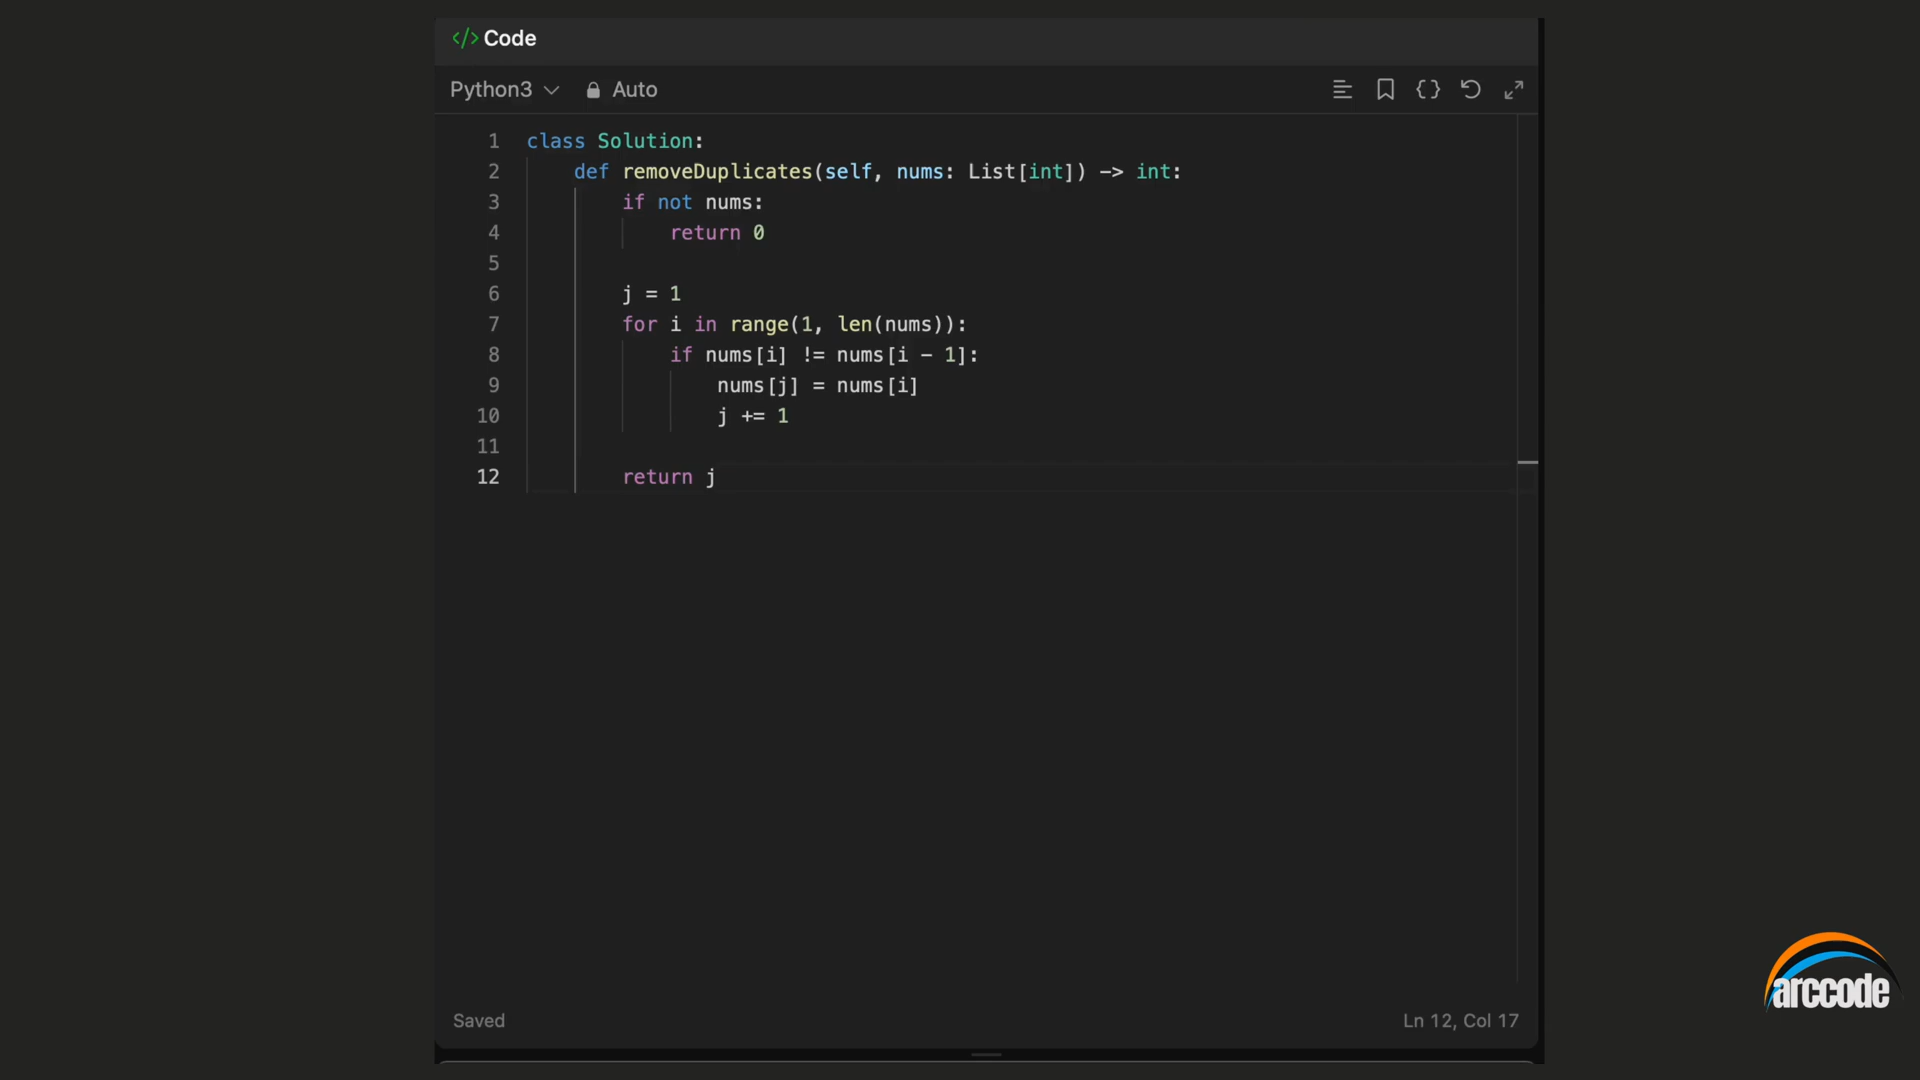 </> Code
Python3 Auto {}
1 class Solution:
2 def removeDuplicates(self, nums: List[int]) -> int:
3 if not nums:
4 return 0
5
6 j = 1
7 for i in range(1, len(nums)):
8 if nums[i] != nums[i - 1]:
9 nums[j] = nums[i]
10 j += 1
11
12 return j
Saved Ln 12, Col 17
arccode